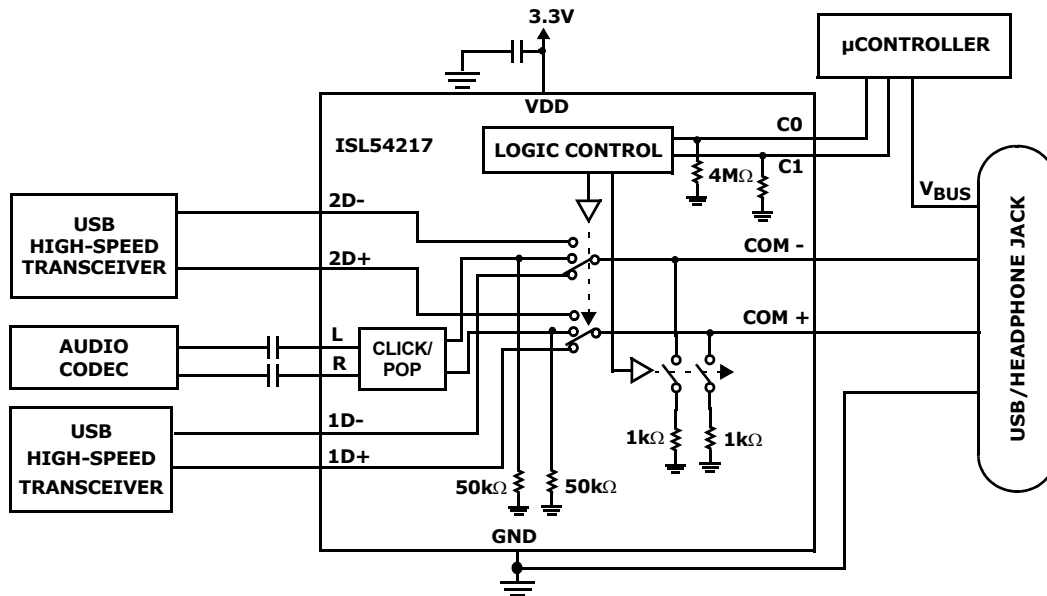 3.3V
µCONTROLLER
VDD
C0
ISL54217
LOGIC CONTROL
C1
4MΩ
VBUS
2D-
USB
HIGH-SPEED
TRANSCEIVER
2D+
COM -
COM +
AUDIO
CODEC
L
R
CLICK/
POP
USB/HEADPHONE JACK
1D-
USB
HIGH-SPEED
TRANSCEIVER
1D+
1kΩ
1kΩ
50kΩ
50kΩ
GND